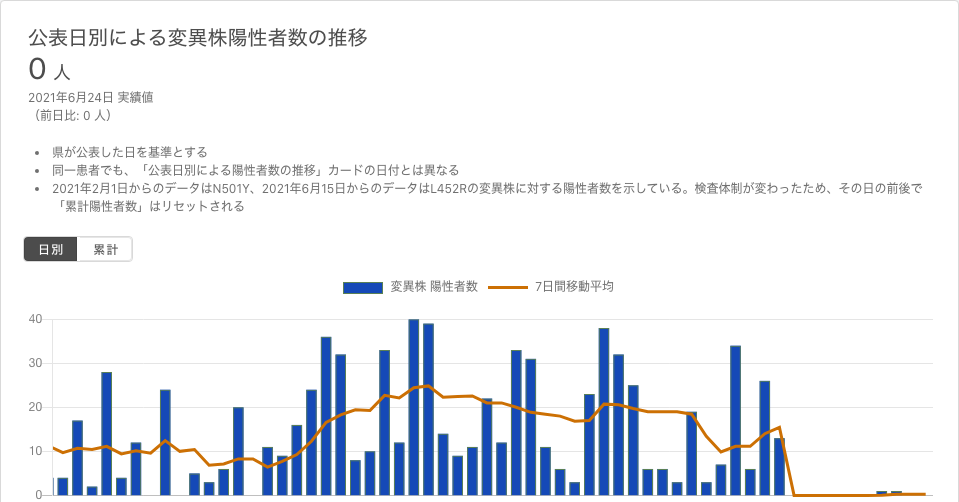 公表日別による変異株陽性者数の推移
0 人
2021年6月24日 実績値
（前日比: 0 人）
• 県が公表した日を基準とする
• 同一患者でも、「公表日別による陽性者数の推移」カードの日付とは異なる
• 2021年2月1日からのデータはN501Y、2021年6月15日からのデータはL452Rの変異株に対する陽性者数を示している。検査体制が変わったため、その日の前後で
「累計陽性者数」はリセットされる
日別 累計
変異株 陽性者数 7日間移動平均
40
30
20
10
0